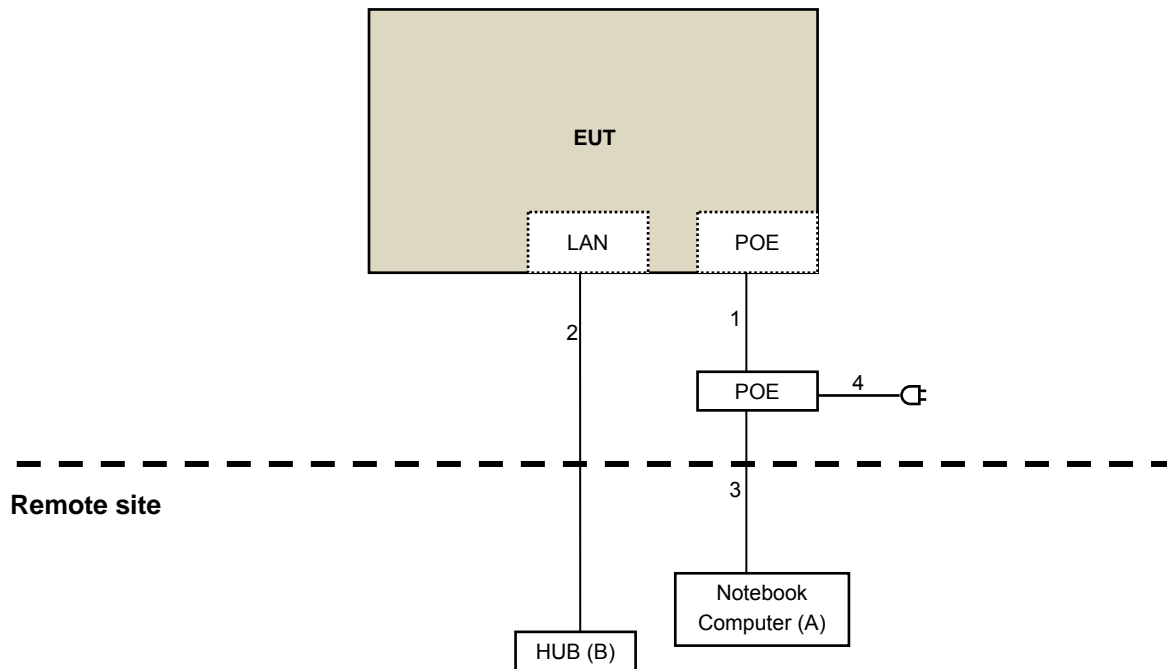 EUT
LAN
POE
2
1
POE
4
3
Remote site
Notebook
Computer (A)
HUB (B)